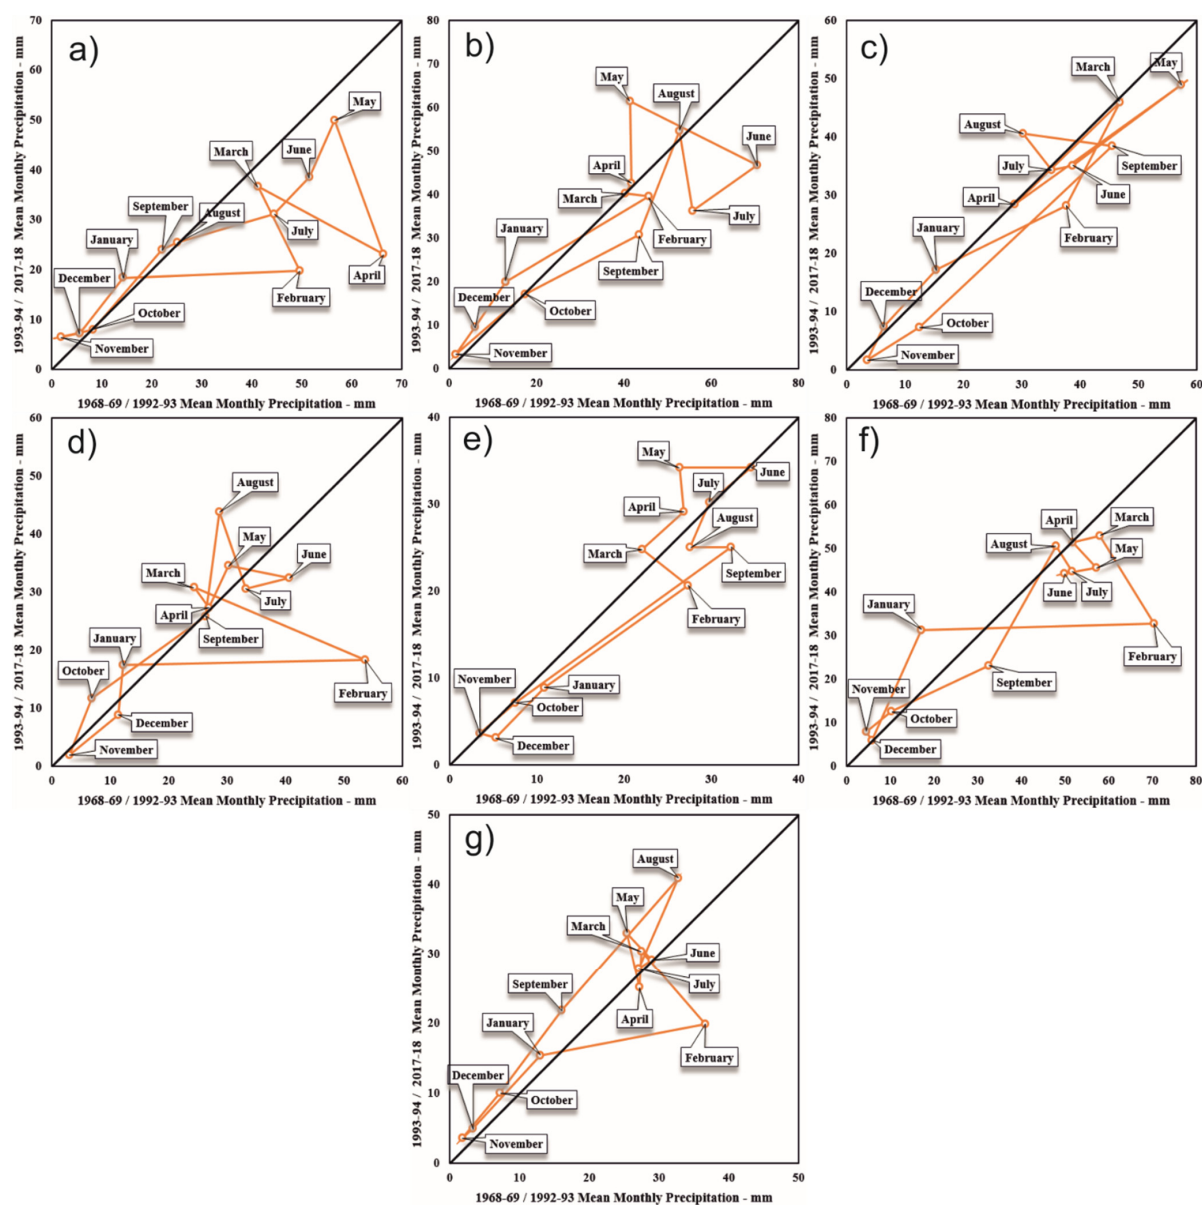 a)
70
60
50
40
30
20
10
0
1993-94 / 2017-18 Mean Monthly Precipitation - mm
May
June
March
September
August
January
July
December
April
February
October
November
0 10 20 30 40 50 60 70
1968-69 / 1992-93 Mean Monthly Precipitation - mm
b)
80
70
60
50
40
30
20
10
0
1993-94 / 2017-18 Mean Monthly Precipitation - mm
May
August
June
April
March
July
February
January
September
December
October
November
0 20 40 60 80
1968-69 / 1992-93 Mean Monthly Precipitation - mm
c)
60
50
40
30
20
10
0
1993-94 / 2017-18 Mean Monthly Precipitation - mm
March
May
August
July
September
April
June
February
January
December
October
November
0 10 20 30 40 50 60
1968-69 / 1992-93 Mean Monthly Precipitation - mm
d)
60
50
40
30
20
10
0
1993-94 / 2017-18 Mean Monthly Precipitation - mm
August
May
June
March
July
April
September
January
October
February
December
November
0 10 20 30 40 50 60
1968-69 / 1992-93 Mean Monthly Precipitation - mm
e)
40
30
20
10
0
1993-94 / 2017-18 Mean Monthly Precipitation - mm
May
June
July
April
August
March
September
February
November
January
October
December
0 10 20 30 40
1968-69 / 1992-93 Mean Monthly Precipitation - mm
f)
80
70
60
50
40
30
20
10
0
1993-94 / 2017-18 Mean Monthly Precipitation - mm
April
March
August
May
June
July
January
February
September
November
October
December
0 10 20 30 40 50 60 70 80
1968-69 / 1992-93 Mean Monthly Precipitation - mm
g)
50
40
30
20
10
0
1993-94 / 2017-18 Mean Monthly Precipitation - mm
August
May
March
June
September
July
January
April
February
December
October
November
0 10 20 30 40 50
1968-69 / 1992-93 Mean Monthly Precipitation - mm